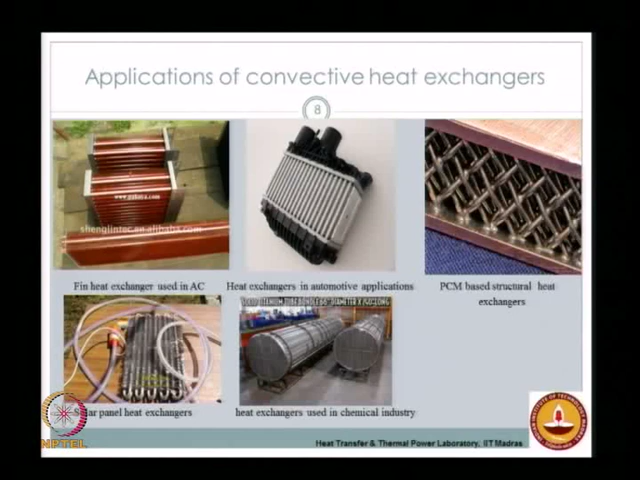 Applications of convective heat exchangers
8
shenglintec.en.alibaba.com
Fin heat exchanger used in AC
Heat exchangers in automotive applications
PCM based structural heat
exchangers
Solar panel heat exchangers
heat exchangers used in chemical industry
NPTEL
Heat Transfer & Thermal Power Laboratory, IIT Madras